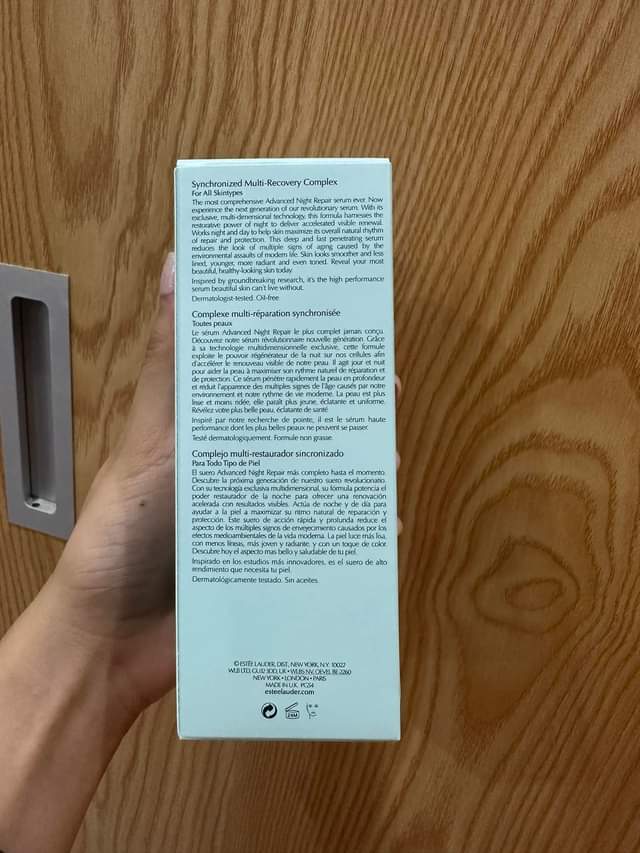 Synchronized Multi-Recovery Complex
For All Skintypes
The most comprehensive Advanced Night Repair serum ever. Now
experience the next generation of our revolutionary serum. With its
exclusive, multi-dimensional technology, this formula harnesses the
restorative power of night to deliver accelerated visible renewal.
Works night and day to help skin maximize its overall natural rhythm
of repair and protection. This deep and fast penetrating serum
reduces the look of multiple signs of aging caused by the
environmental assaults of modern life. Skin looks smoother and less
lined, younger, more radiant and even toned. Reveal your most
beautiful, healthy-looking skin today.
Inspired by groundbreaking research, it's the high performance
serum beautiful skin can't live without.
Dermatologist-tested. Oil-free.
Complexe multi-réparation synchronisée
Toutes peaux
Le sérum Advanced Night Repair le plus complet jamais conçu.
Découvrez notre sérum révolutionnaire nouvelle génération. Grâce
à sa technologie multidimensionnelle exclusive, cette formule
exploite le pouvoir régénérateur de la nuit sur nos cellules afin
d'accélérer le renouveau visible de notre peau. Il agit jour et nuit
pour aider la peau à maximiser son rythme naturel de réparation et
de protection. Ce sérum pénètre rapidement la peau en profondeur
et réduit l'apparence des multiples signes de l'âge causés par notre
environnement et notre rythme de vie moderne. La peau est plus
lisse et moins ridée, elle paraît plus jeune, éclatante et uniforme.
Révélez votre plus belle peau, éclatante de santé.
Inspiré par notre recherche de pointe, il est le sérum haute
performance dont les plus belles peaux ne peuvent se passer.
Testé dermatologiquement. Formule non grasse.
Complejo multi-restaurador sincronizado
Para Todo Tipo de Piel
El suero Advanced Night Repair más completo hasta el momento.
Descubre la próxima generación de nuestro suero revolucionario.
Con su tecnología exclusiva multidimensional, su fórmula potencia el
poder restaurador de la noche para ofrecer una renovación
acelerada con resultados visibles. Actúa de noche y de día para
ayudar a la piel a maximizar su ritmo natural de reparación y
protección. Este suero de acción rápida y profunda reduce el
aspecto de los múltiples signos de envejecimiento causados por los
efectos medioambientales de la vida moderna. La piel luce más lisa,
con menos líneas, más joven y radiante, y con un toque de color.
Descubre hoy el aspecto mas bello y saludable de tu piel.
Inspirado en los estudios más innovadores, es el suero de alto
rendimiento que necesita tu piel.
Dermatológicamente testado. Sin aceites.
©ESTÉE LAUDER, DIST., NEW YORK, N.Y. 10022
WLB LTD, GU12 3DD, UK • WLBS NV, OEVEL BE-2260
NEW YORK • LONDON • PARIS
MADE IN U.K. PG54
esteelauder.com
24M